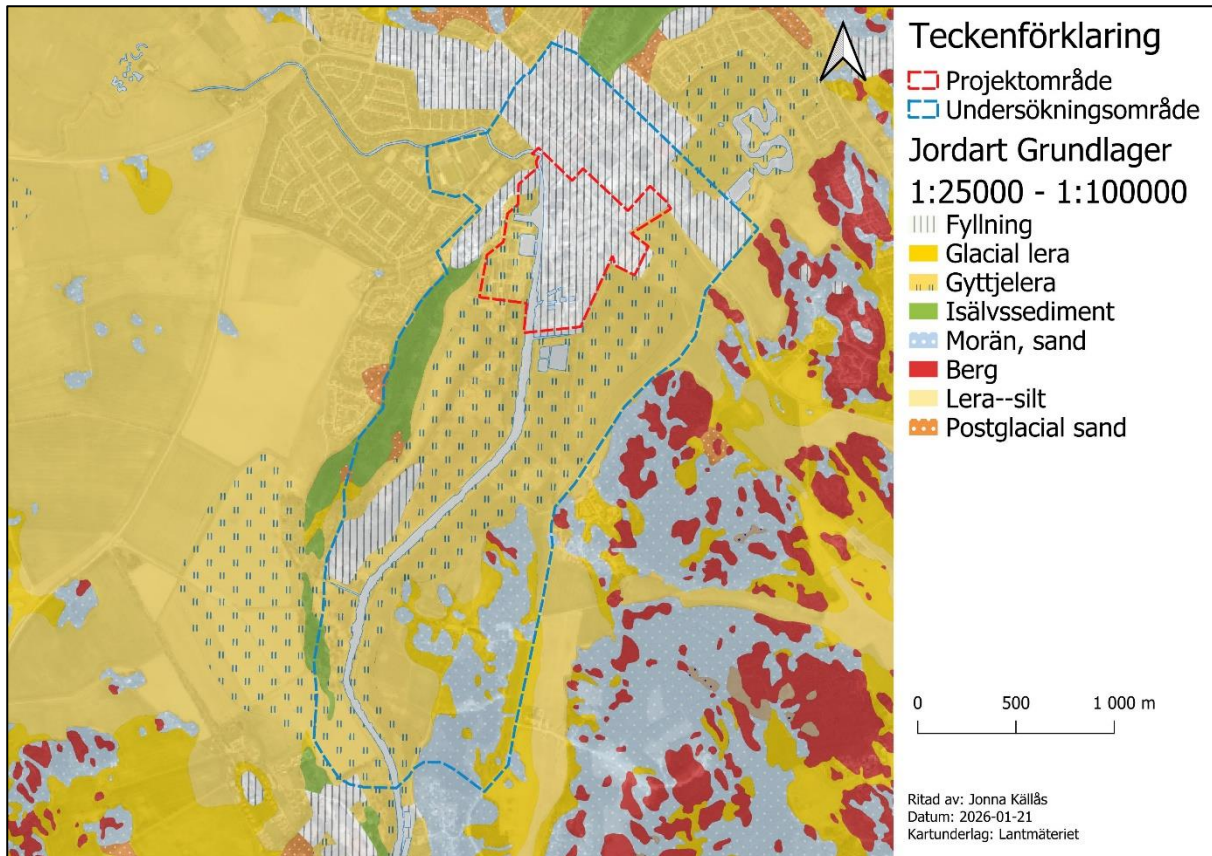 Teckenförklaring
Projektområde
Undersökningsområde
Jordart Grundlager
1:25000 - 1:100000
Fyllning
Glacial lera
Gyttjelera
Isälvssediment
Morän, sand
Berg
Lera--silt
Postglacial sand
0 500 1 000 m
Ritad av: Jonna Källås
Datum: 2026-01-21
Kartunderlag: Lantmäteriet